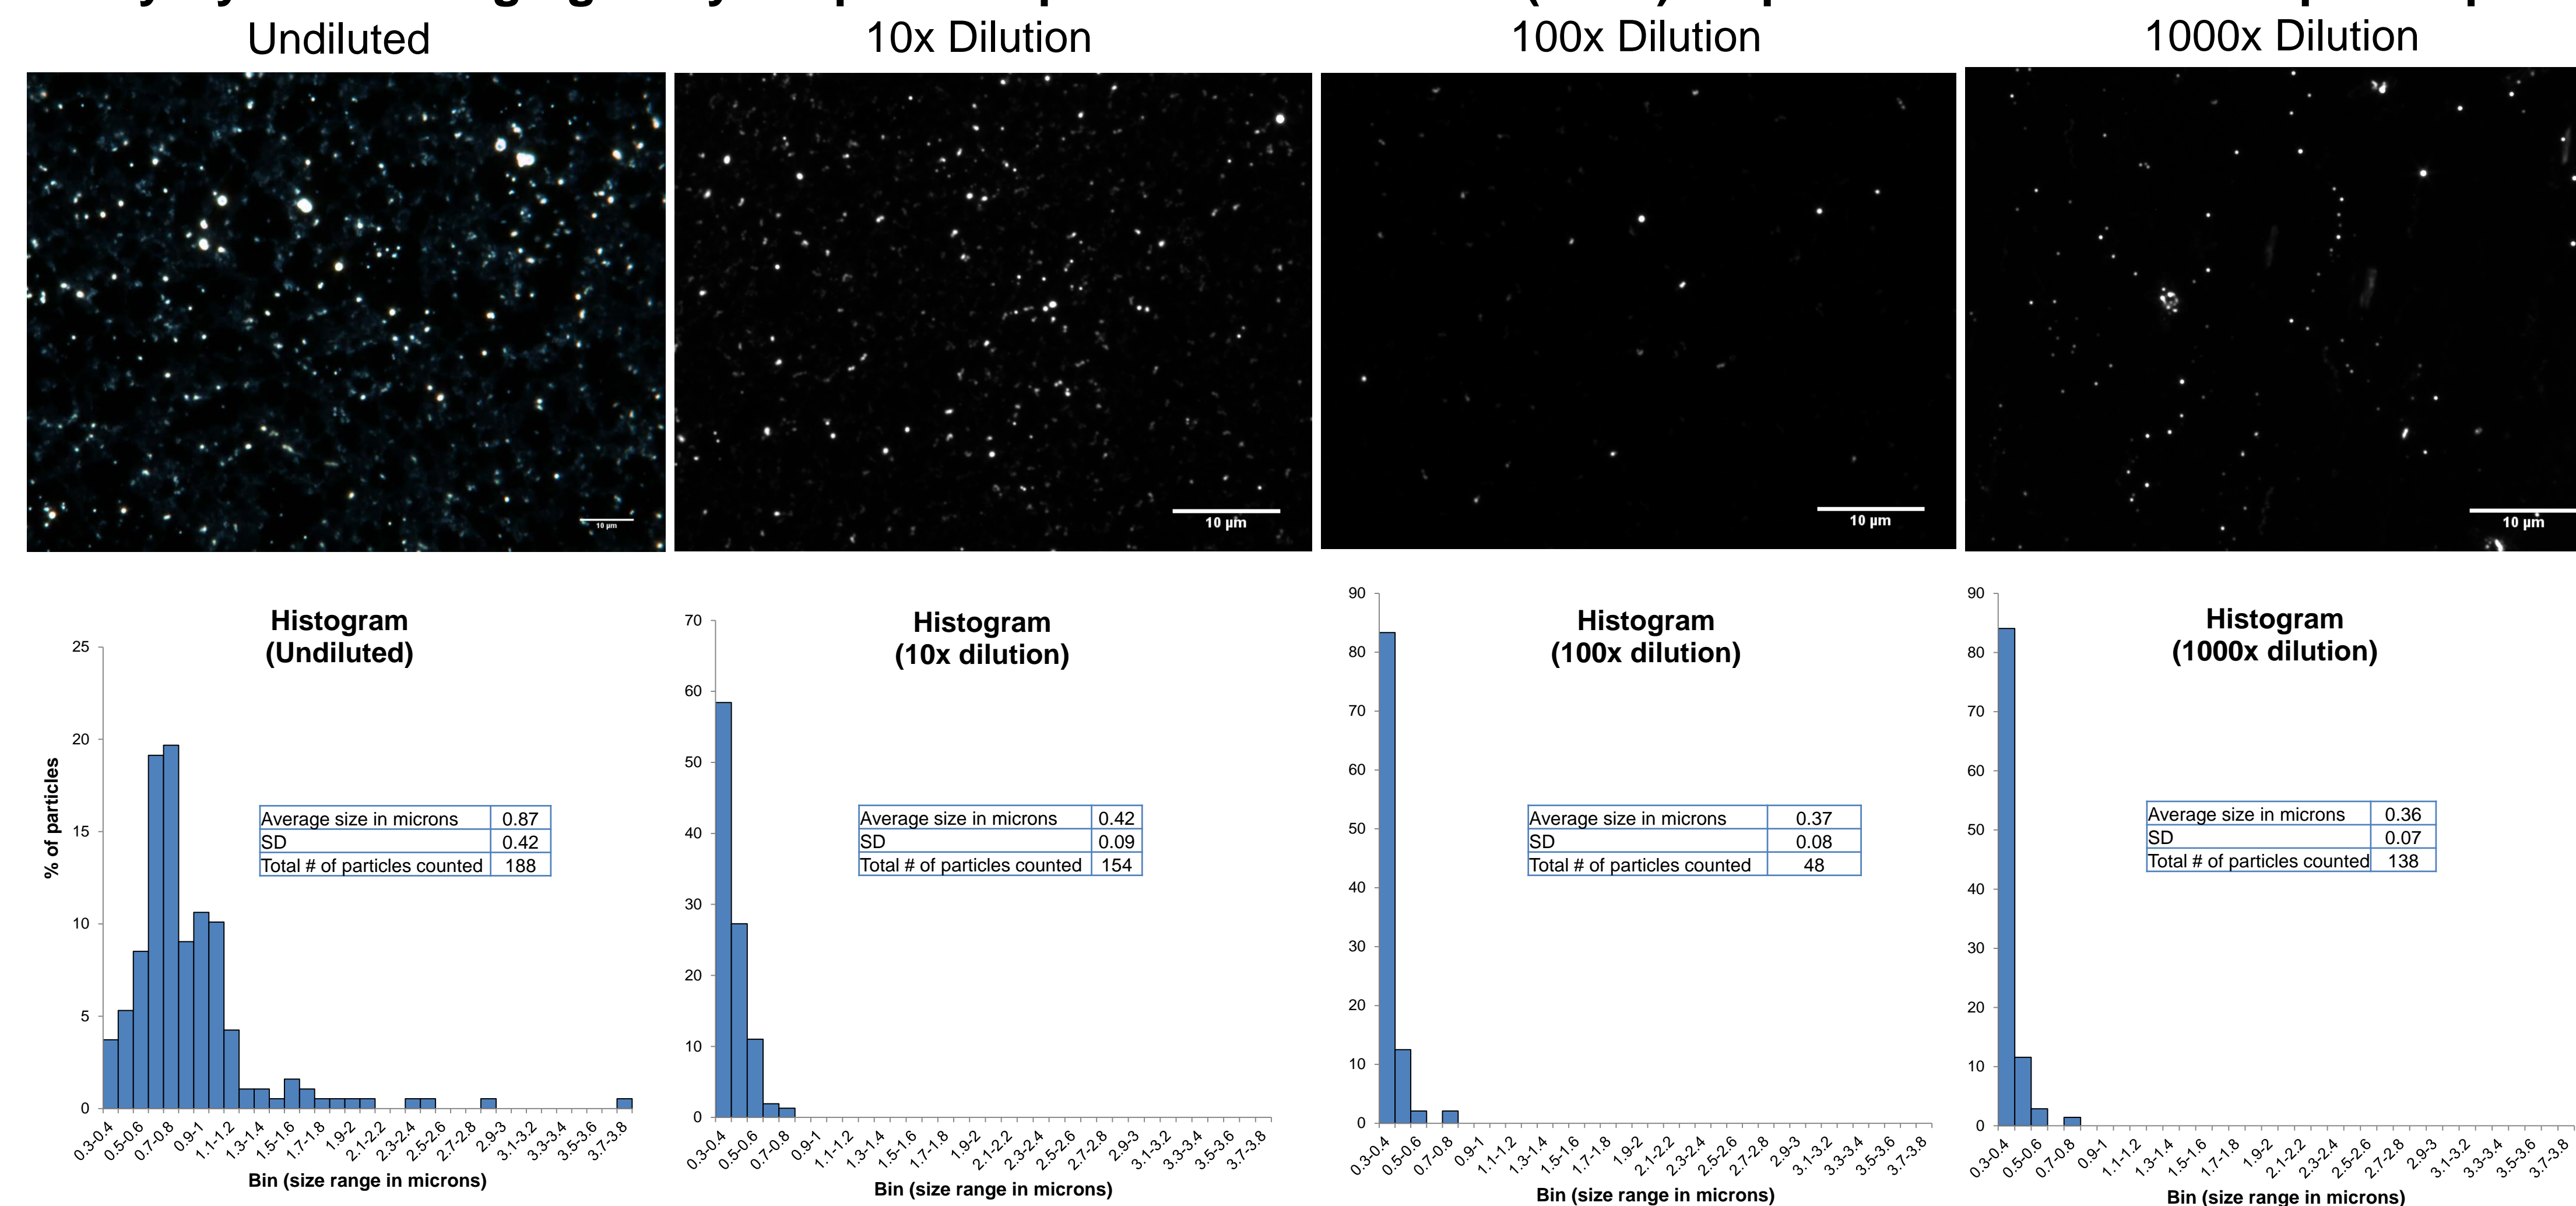 Undiluted
10x Dilution
100x Dilution
1000x Dilution
10 µm
10 µm
10 µm
10 µm
Histogram
(Undiluted)
25
20
15
10
5
0
% of particles
Average size in microns 0.87
SD 0.42
Total # of particles counted 188
0.3-0.4 0.5-0.6 0.7-0.8 0.9-1 1.1-1.2 1.3-1.4 1.5-1.6 1.7-1.8 1.9-2 2.1-2.2 2.3-2.4 2.5-2.6 2.7-2.8 2.9-3 3.1-3.2 3.3-3.4 3.5-3.6 3.7-3.8
Bin (size range in microns)
Histogram
(10x dilution)
70
60
50
40
30
20
10
0
Average size in microns 0.42
SD 0.09
Total # of particles counted 154
0.3-0.4 0.5-0.6 0.7-0.8 0.9-1 1.1-1.2 1.3-1.4 1.5-1.6 1.7-1.8 1.9-2 2.1-2.2 2.3-2.4 2.5-2.6 2.7-2.8 2.9-3 3.1-3.2 3.3-3.4 3.5-3.6 3.7-3.8
Bin (size range in microns)
Histogram
(100x dilution)
90
80
70
60
50
40
30
20
10
0
Average size in microns 0.37
SD 0.08
Total # of particles counted 48
0.3-0.4 0.5-0.6 0.7-0.8 0.9-1 1.1-1.2 1.3-1.4 1.5-1.6 1.7-1.8 1.9-2 2.1-2.2 2.3-2.4 2.5-2.6 2.7-2.8 2.9-3 3.1-3.2 3.3-3.4 3.5-3.6 3.7-3.8
Bin (size range in microns)
Histogram
(1000x dilution)
90
80
70
60
50
40
30
20
10
0
Average size in microns 0.36
SD 0.07
Total # of particles counted 138
0.3-0.4 0.5-0.6 0.7-0.8 0.9-1 1.1-1.2 1.3-1.4 1.5-1.6 1.7-1.8 1.9-2 2.1-2.2 2.3-2.4 2.5-2.6 2.7-2.8 2.9-3 3.1-3.2 3.3-3.4 3.5-3.6 3.7-3.8
Bin (size range in microns)